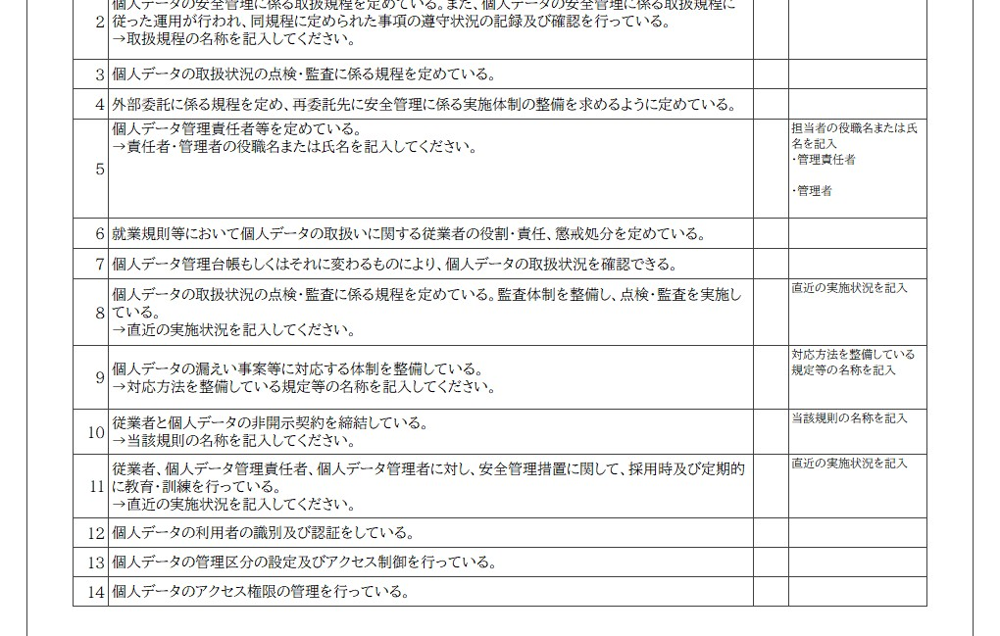 個人データの安全管理に係る取扱規程を定めている。また、個人データの安全管理に係る取扱規程に
2
従った運用が行われ、同規程に定められた事項の遵守状況の記録及び確認を行っている。
→取扱規程の名称を記入してください。
3 個人データの取扱状況の点検・監査に係る規程を定めている。
4 外部委託に係る規程を定め、再委託先に安全管理に係る実施体制の整備を求めるように定めている。
5
個人データ管理責任者等を定めている。
→責任者・管理者の役職名または氏名を記入してください。
担当者の役職名または氏
名を記入
・管理責任者
・管理者
6 就業規則等において個人データの取扱いに関する従業者の役割・責任、懲戒処分を定めている。
7 個人データ管理台帳もしくはそれに変わるものにより、個人データの取扱状況を確認できる。
8
個人データの取扱状況の点検・監査に係る規程を定めている。監査体制を整備し、点検・監査を実施し
ている。
→直近の実施状況を記入してください。
直近の実施状況を記入
9
個人データの漏えい事案等に対応する体制を整備している。
→対応方法を整備している規定等の名称を記入してください。
対応方法を整備している
規定等の名称を記入
10
従業者と個人データの非開示契約を締結している。
→当該規則の名称を記入してください。
当該規則の名称を記入
11
従業者、個人データ管理責任者、個人データ管理者に対し、安全管理措置に関して、採用時及び定期的
に教育・訓練を行っている。
→直近の実施状況を記入してください。
直近の実施状況を記入
12 個人データの利用者の識別及び認証をしている。
13 個人データの管理区分の設定及びアクセス制御を行っている。
14 個人データのアクセス権限の管理を行っている。